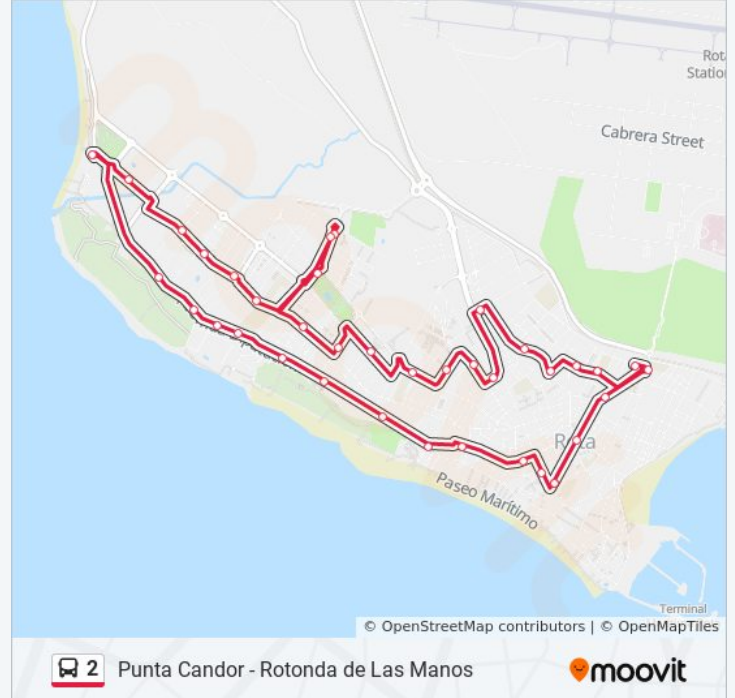 Rota
Station
Cabrera Street
Rota
Paseo Marítimo
Terminal
© OpenStreetMap contributors | © OpenMapTiles
2 Punta Candor - Rotonda de Las Manos
moovit